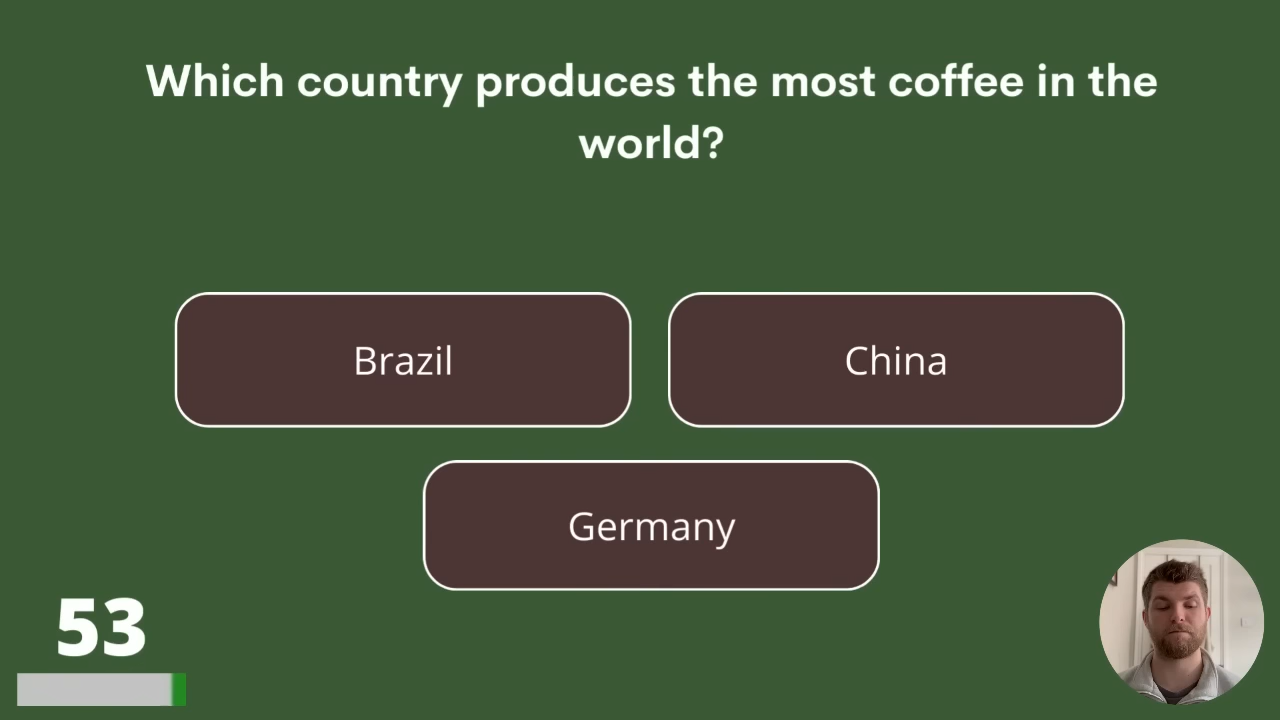 Which country produces the most coffee in the
world?
Brazil
China
Germany
53